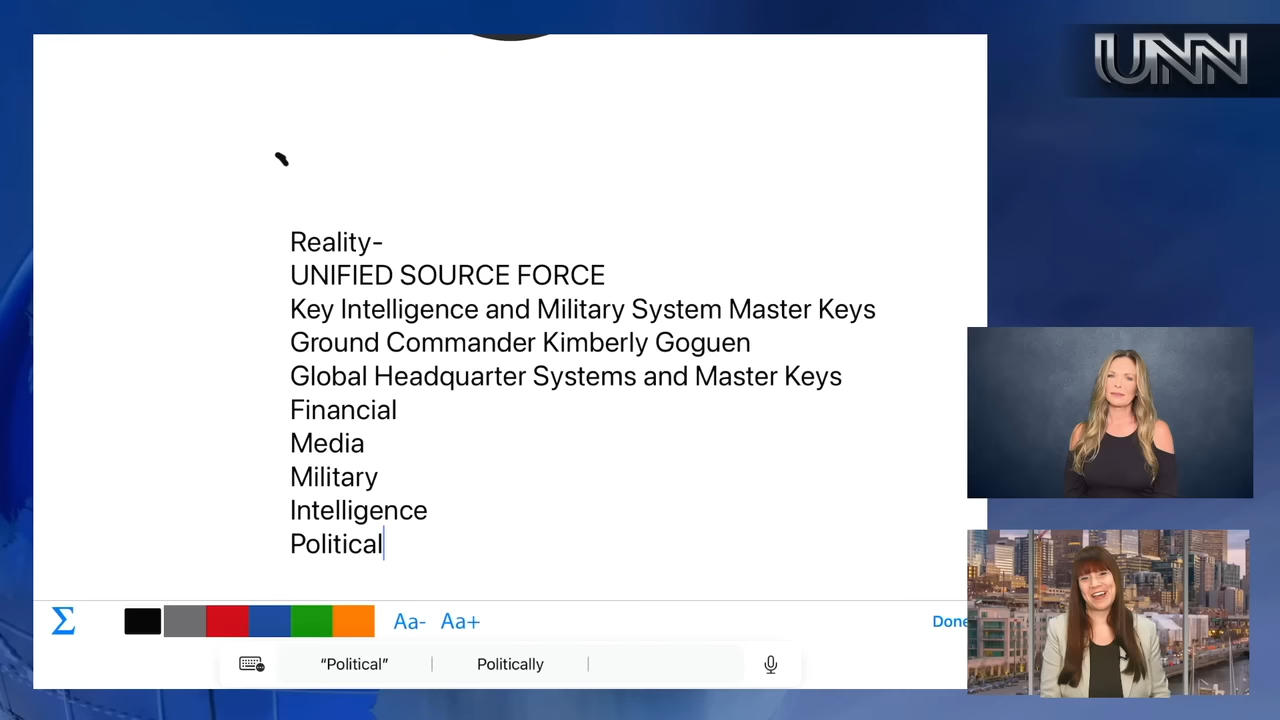 UNN
Reality-
UNIFIED SOURCE FORCE
Key Intelligence and Military System Master Keys
Ground Commander Kimberly Goguen
Global Headquarter Systems and Master Keys
Financial
Media
Military
Intelligence
Political
Σ Aa- Aa+ Done
“Political” Politically